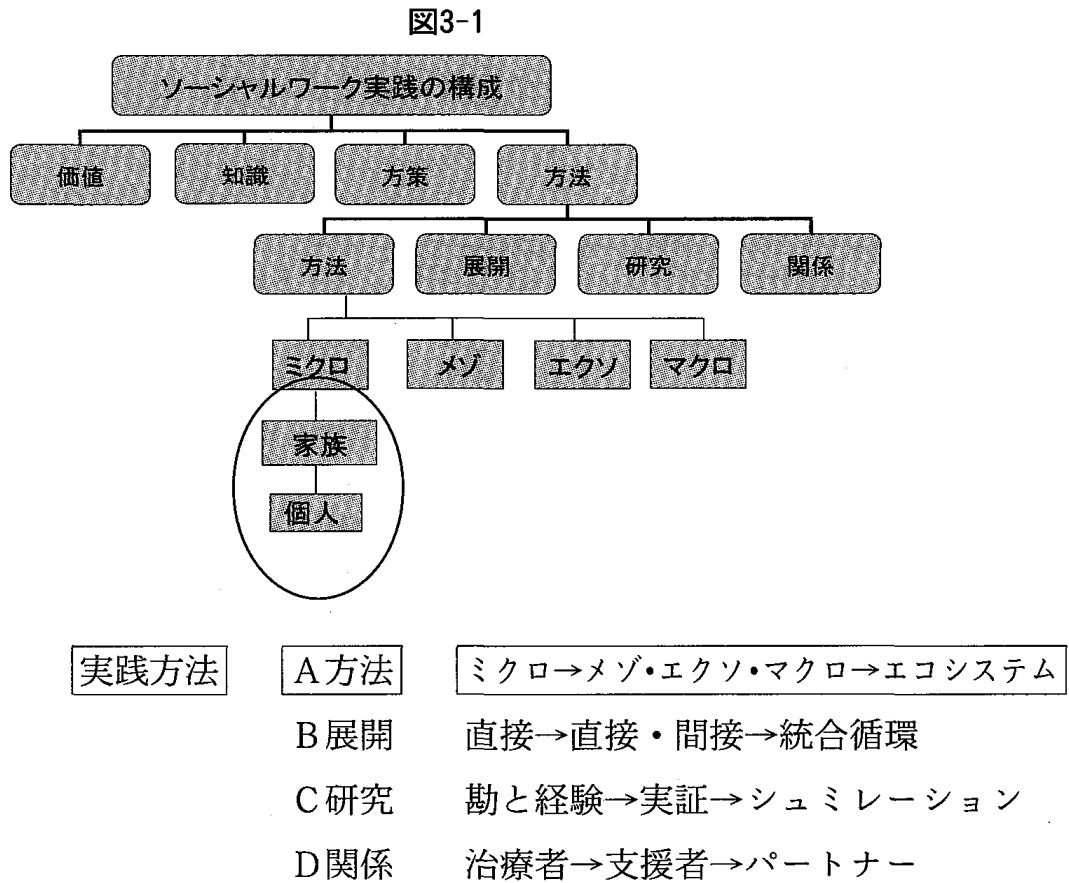 図3-1
ソーシャルワーク実践の構成
価値 知識 方策 方法
方法 展開 研究 関係
ミクロ メゾ エクソ マクロ
家族
個人
実践方法 A方法 ミクロ→メゾ・エクソ・マクロ→エコシステム
B展開 直接→直接・間接→統合循環
C研究 勘と経験→実証→シュミレーション
D関係 治療者→支援者→パートナー